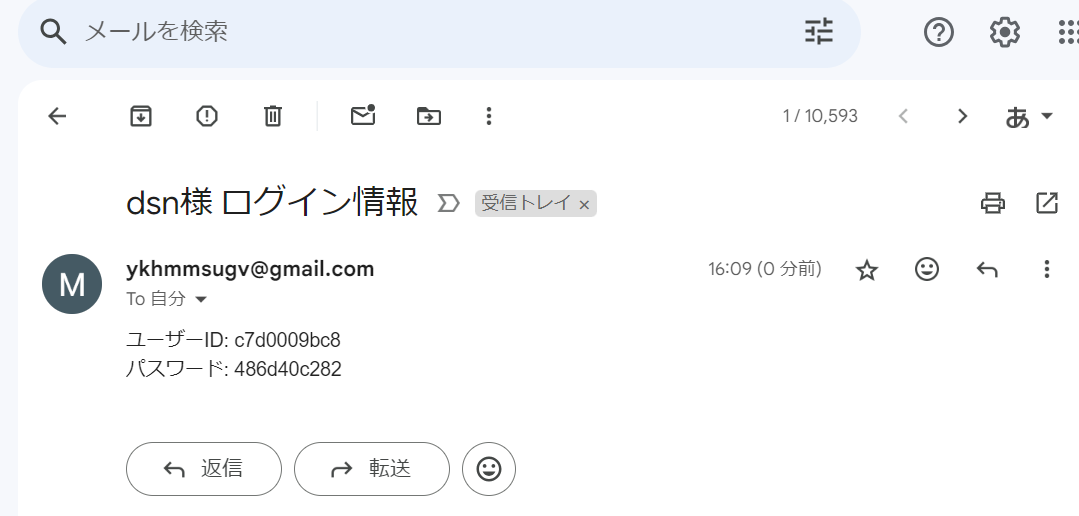 メールを検索
1 / 10,593
あ
dsn様 ログイン情報
受信トレイ ×
M
ykhmmsugv@gmail.com
16:09 (0 分前)
To 自分
ユーザーID: c7d0009bc8
パスワード: 486d40c282
返信
転送